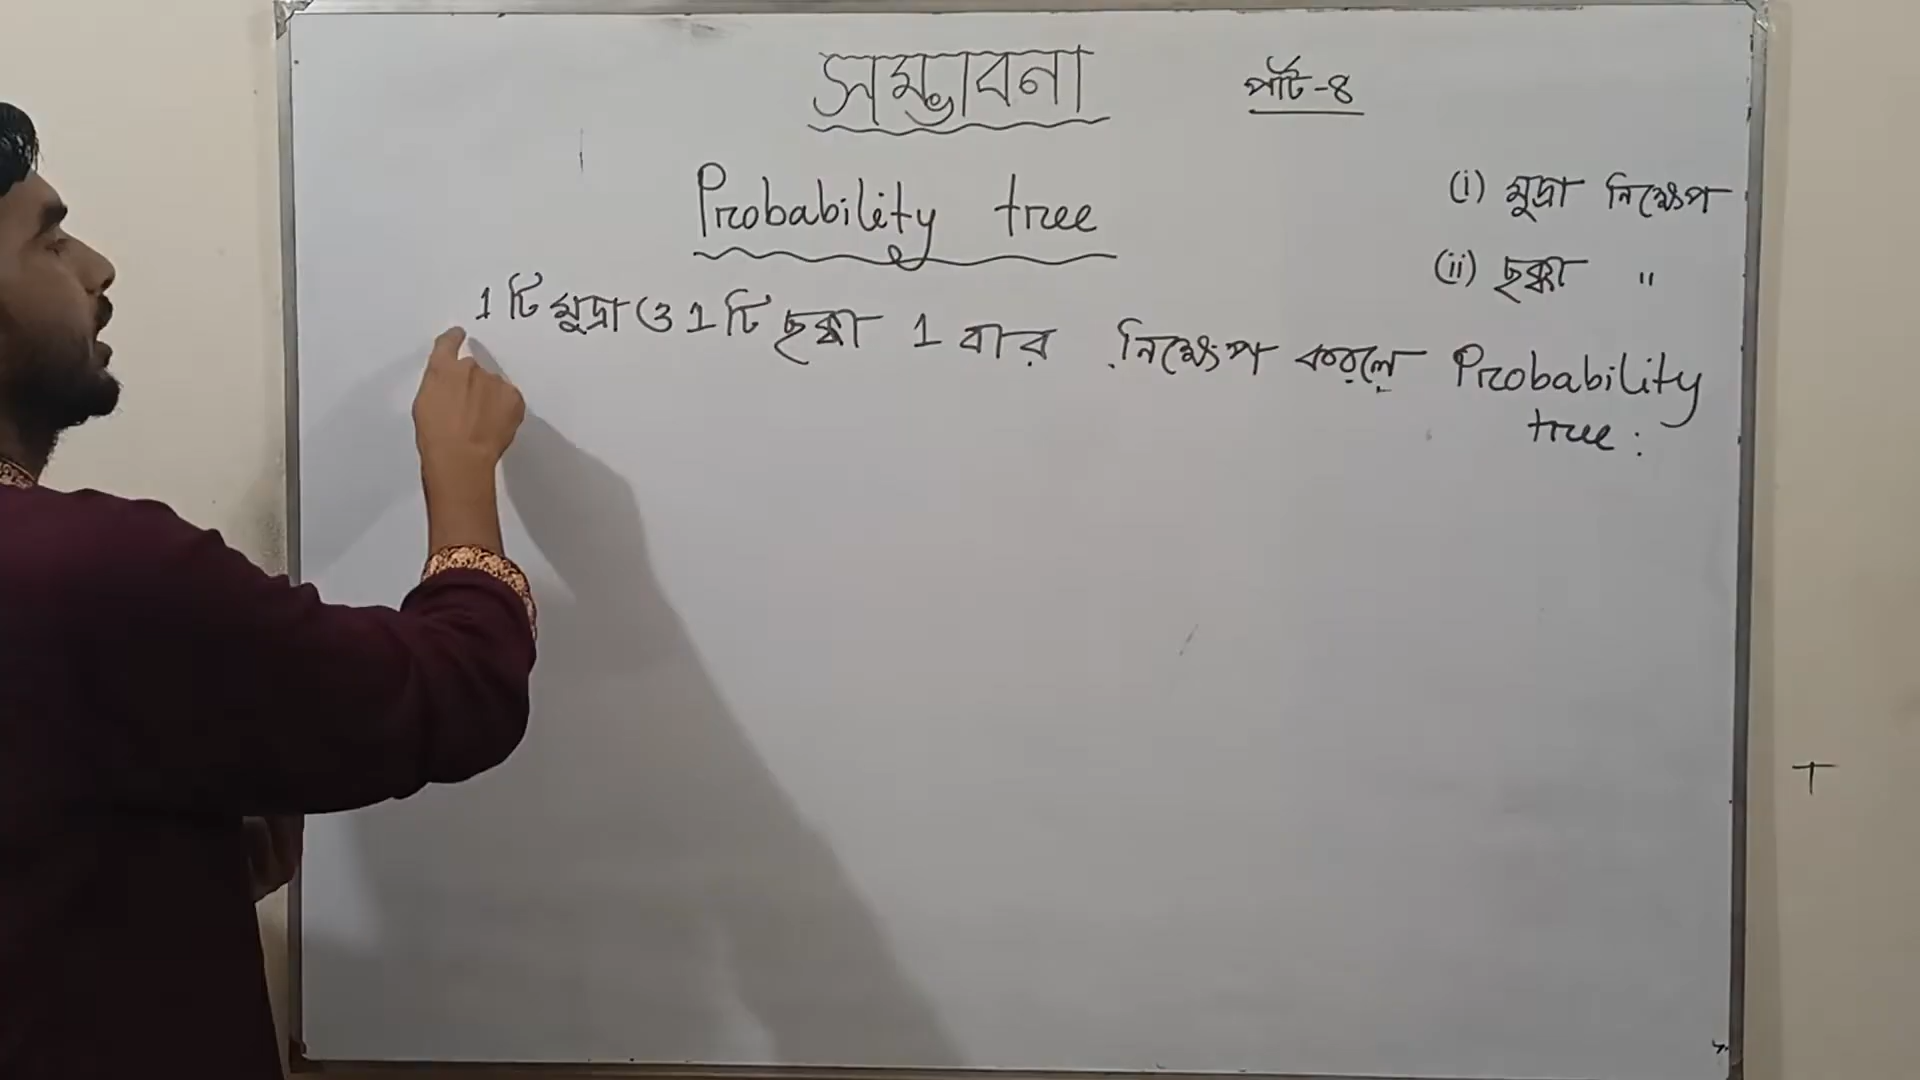 সম্ভাবনা
পার্ট-৪
Probability tree
(i) মুদ্রা নিক্ষেপ
(ii) ছক্কা "
1 টি মুদ্রা ও 1 টি ছক্কা 1 বার নিক্ষেপ করলে Probability
tree:
T